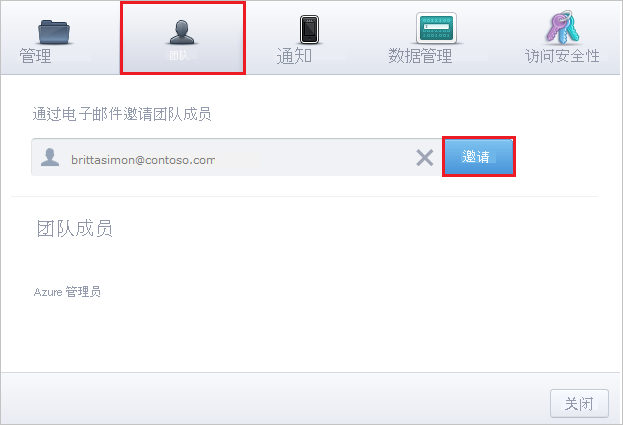 管理
团队
通知
数据管理
访问安全性
通过电子邮件邀请团队成员
brittasimon@contoso.com
邀请
团队成员
Azure 管理员
关闭